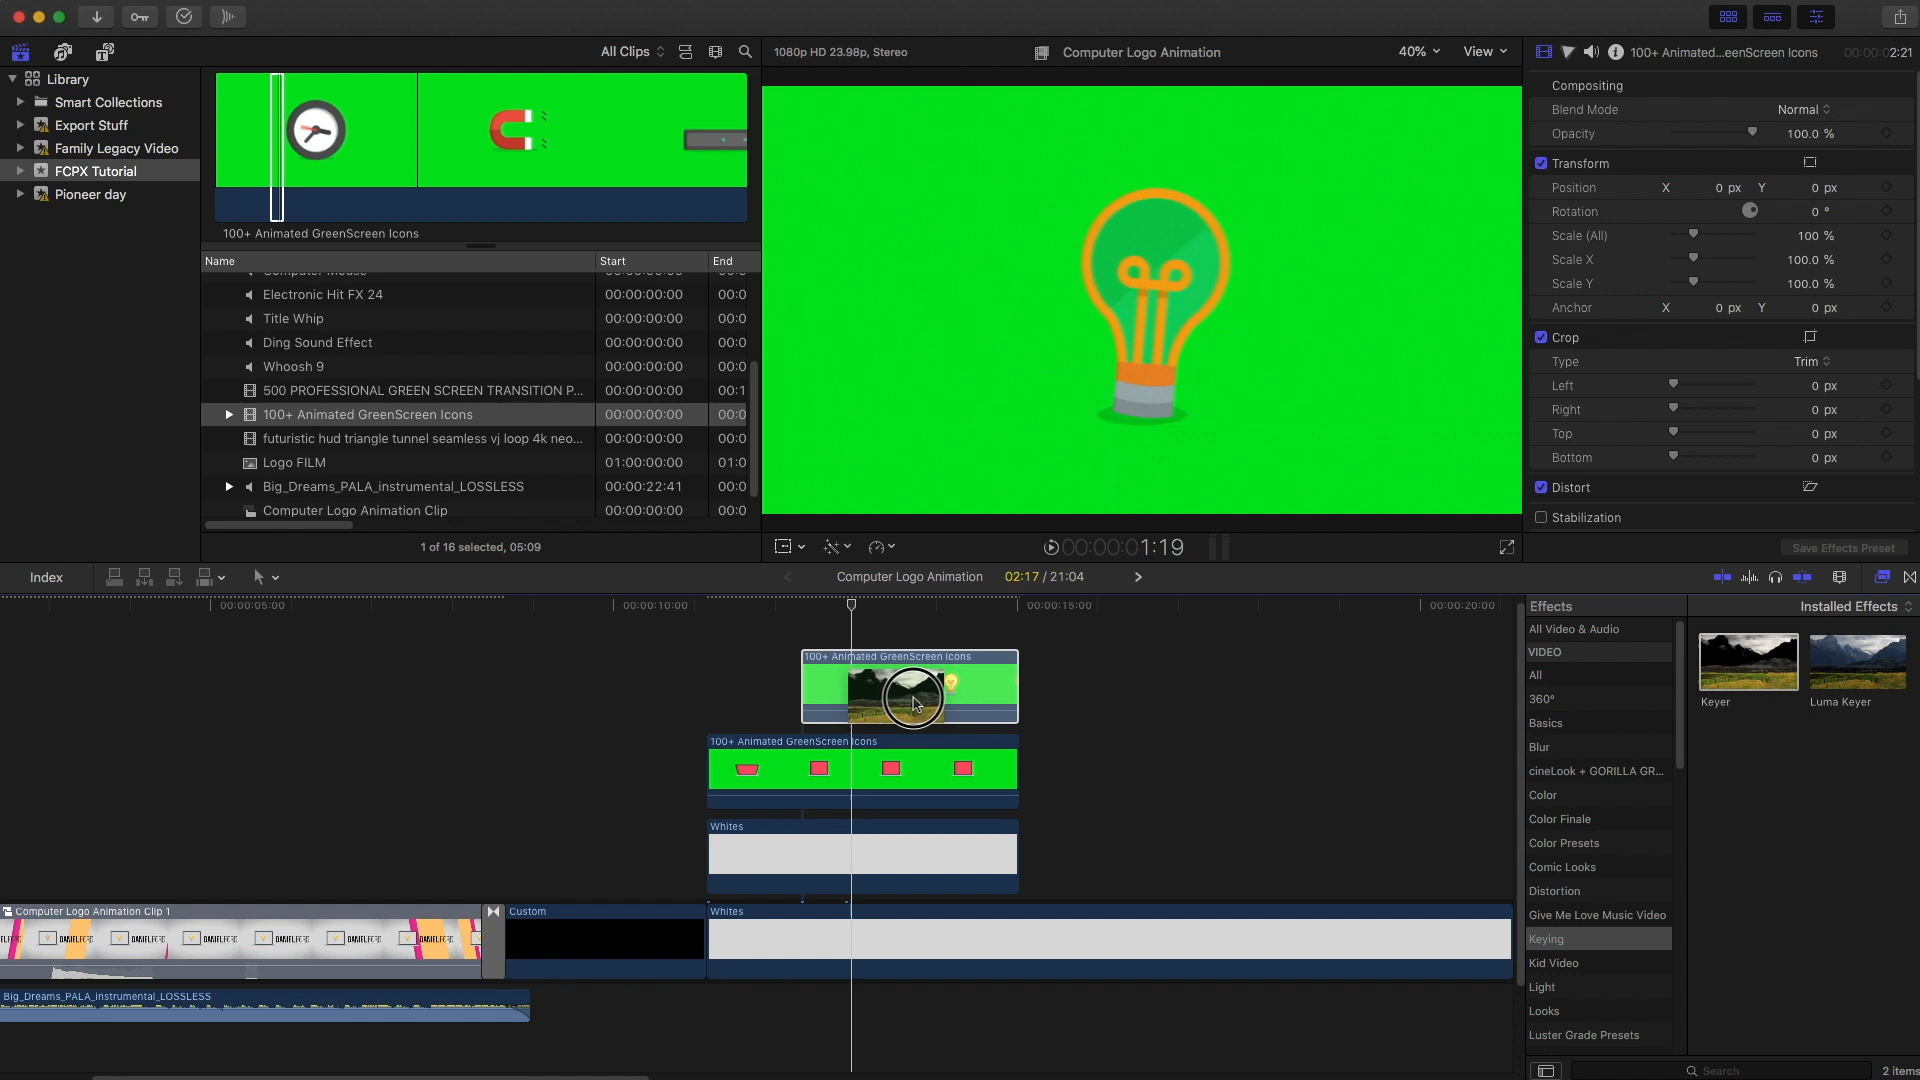 All Clips
1080p HD 23.98p, Stereo
Computer Logo Animation
40%
View
100+ Animated...eenScreen Icons
00:00:02:21
Library
Smart Collections
Export Stuff
Family Legacy Video
FCPX Tutorial
Pioneer day
100+ Animated GreenScreen Icons
Name
Start
End
Computer Mouse
Electronic Hit FX 24
00:00:00:00
00:0
Title Whip
00:00:00:00
00:0
Ding Sound Effect
00:00:00:00
00:0
Whoosh 9
00:00:00:00
00:0
500 PROFESSIONAL GREEN SCREEN TRANSITION P...
00:00:00:00
00:1
100+ Animated GreenScreen Icons
00:00:00:00
00:0
futuristic hud triangle tunnel seamless vj loop 4k neo...
00:00:00:00
00:0
Logo FILM
01:00:00:00
01:0
Big_Dreams_PALA_instrumental_LOSSLESS
00:00:22:41
00:0
Computer Logo Animation Clip
00:00:00:00
00:0
1 of 16 selected, 05:09
00:00:01:19
Compositing
Blend Mode
Normal
Opacity
100.0 %
Transform
Position
X
0 px
Y
0 px
Rotation
0 °
Scale (All)
100 %
Scale X
100.0 %
Scale Y
100.0 %
Anchor
X
0 px
Y
0 px
Crop
Type
Trim
Left
0 px
Right
0 px
Top
0 px
Bottom
0 px
Distort
Stabilization
Save Effects Preset
Index
Computer Logo Animation
02:17 / 21:04
00:00:05:00
00:00:10:00
00:00:15:00
00:00:20:00
100+ Animated GreenScreen Icons
100+ Animated GreenScreen Icons
Whites
Computer Logo Animation Clip 1
Custom
Whites
DANIELFORD
DANIELFORD
DANIELFORD
DANIELFORD
DANIELFORD
Big_Dreams_PALA_instrumental_LOSSLESS
Effects
Installed Effects
All Video & Audio
VIDEO
All
360°
Basics
Blur
cineLook + GORILLA GR...
Color
Color Finale
Color Presets
Comic Looks
Distortion
Give Me Love Music Video
Keying
Kid Video
Light
Looks
Luster Grade Presets
Keyer
Luma Keyer
Search
2 items